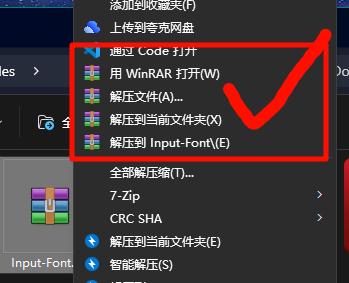 添加到收藏夹(F)
上传到夸克网盘
通过 Code 打开
les
用 WinRAR 打开(W)
Do
解压文件(A)...
全
解压到当前文件夹(X)
解压到 Input-Font\(E)
全部解压缩(T)...
7-Zip
CRC SHA
解压到当前文件夹(E)
Input-Font.
智能解压(S)